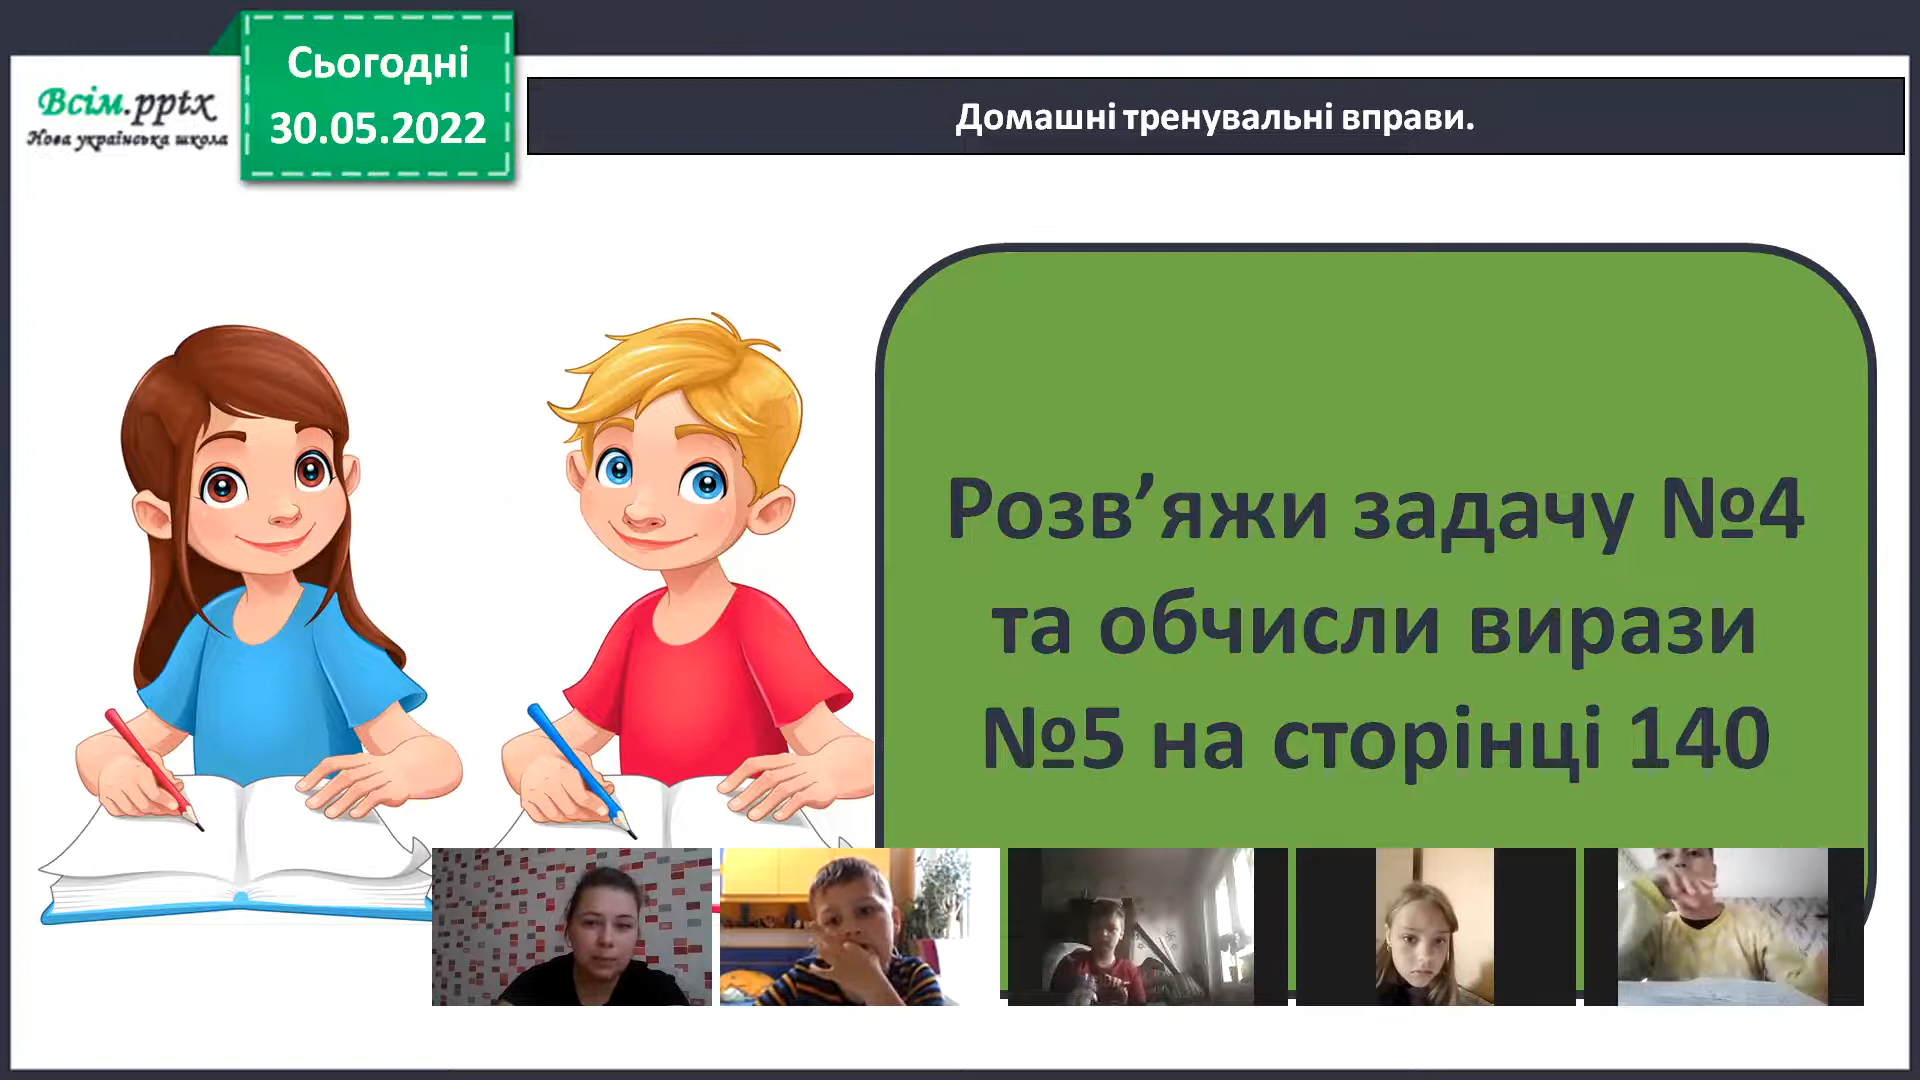 Сьогодні
30.05.2022
Всім.pptx
Нова українська школа
Домашні тренувальні вправи.
Розв’яжи задачу №4
та обчисли вирази
№5 на сторінці 140